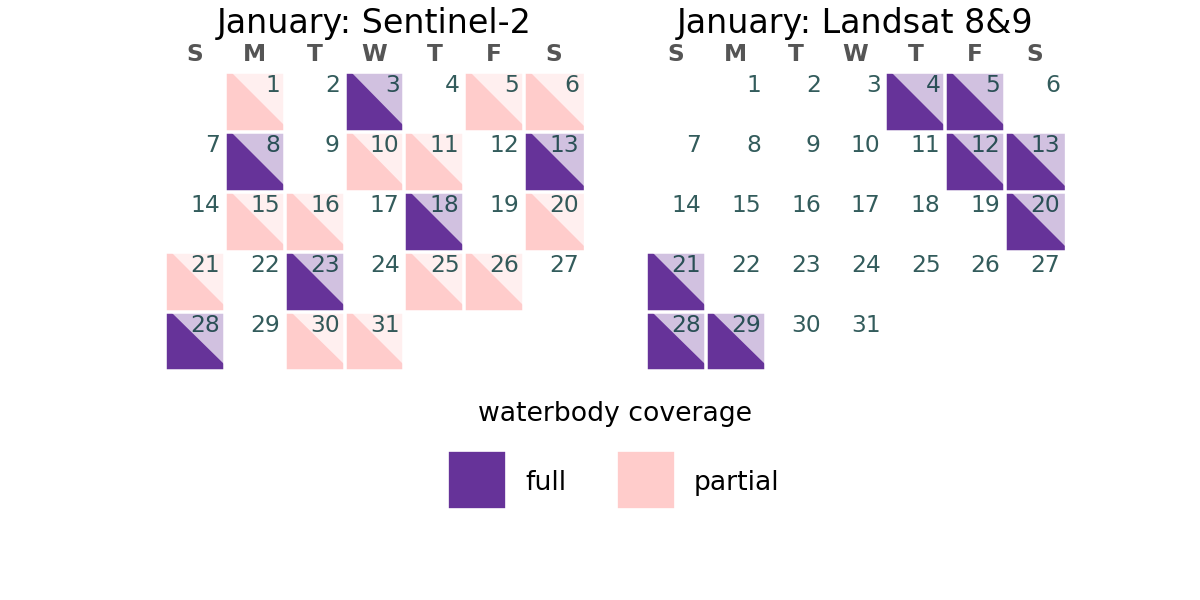 January: Sentinel-2
S M T W T F S
1 2 3 4 5 6
7 8 9 10 11 12 13
14 15 16 17 18 19 20
21 22 23 24 25 26 27
28 29 30 31
January: Landsat 8&9
S M T W T F S
1 2 3 4 5 6
7 8 9 10 11 12 13
14 15 16 17 18 19 20
21 22 23 24 25 26 27
28 29 30 31
waterbody coverage
full partial